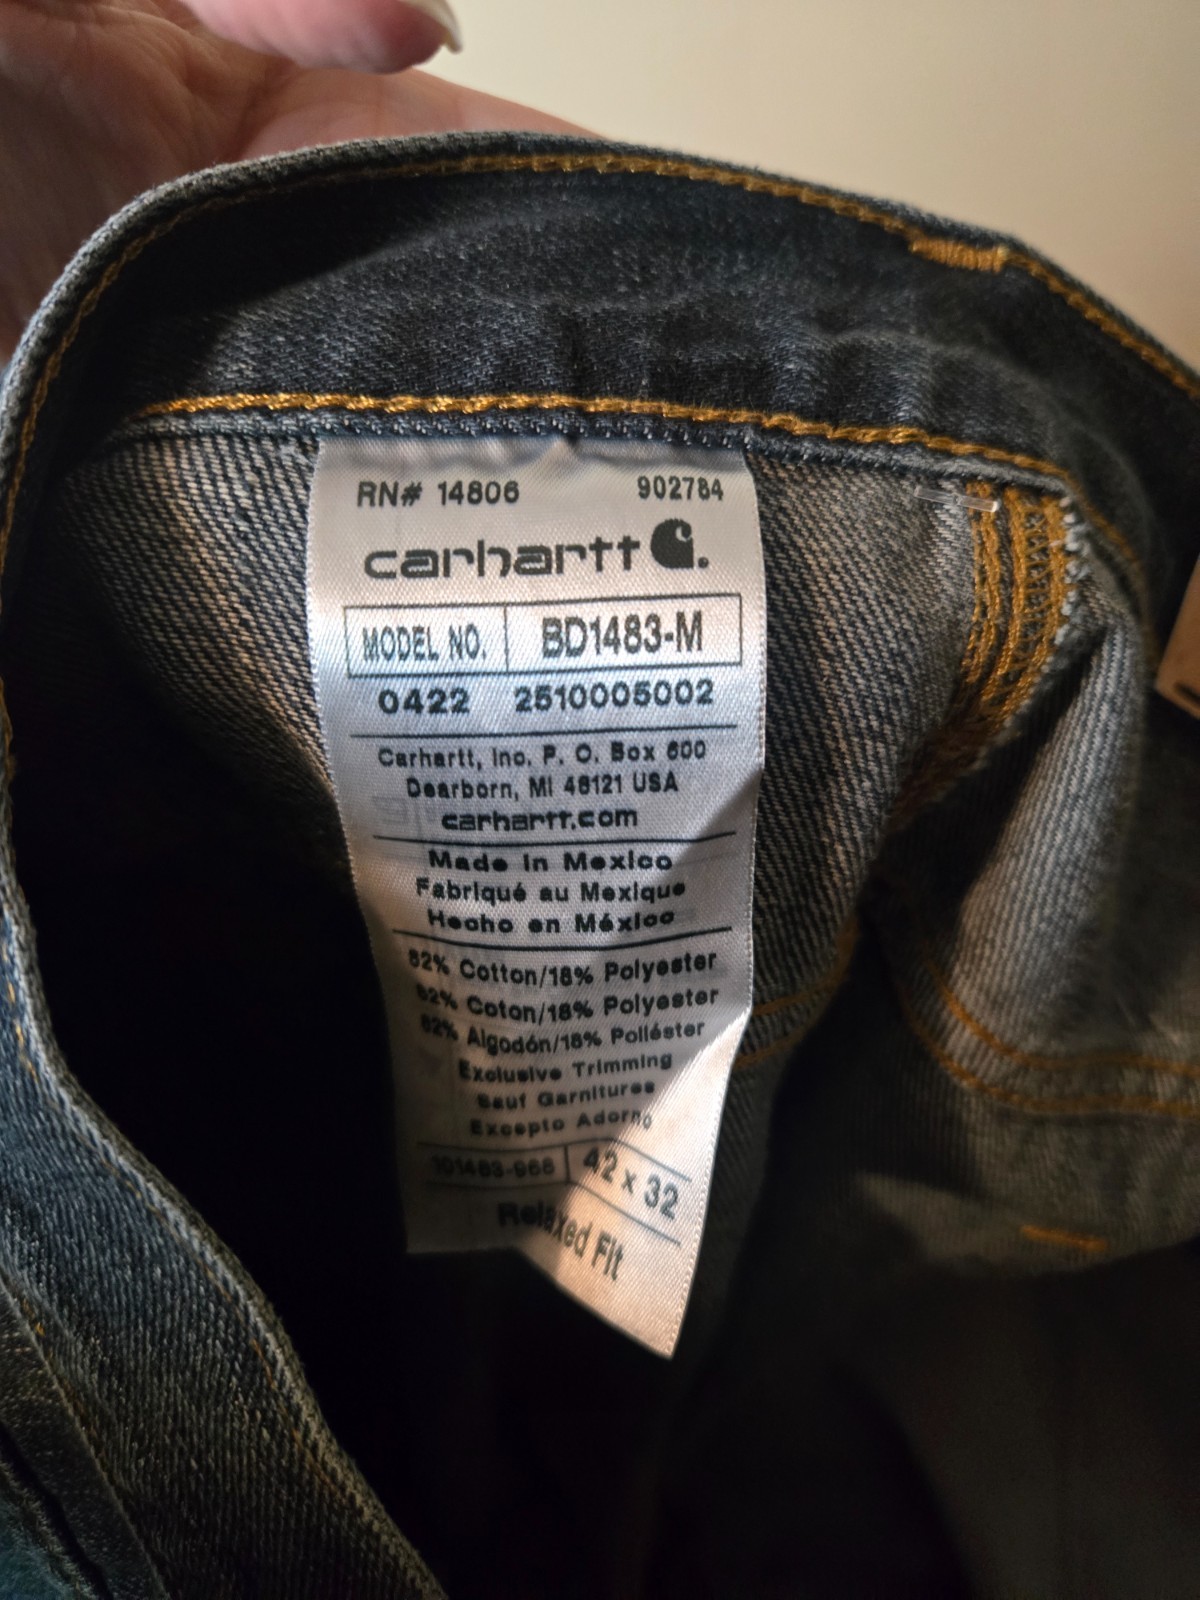 RN# 14806 902784
carhartt
MODEL NO. BD1483-M
0422 2510005002
Carhartt, Inc. P. O. Box 600
Dearborn, MI 48121 USA
carhartt.com
Made in Mexico
Fabriqué au Mexique
Hecho en México
82% Cotton/18% Polyester
82% Coton/18% Polyester
82% Algodón/18% Poliéster
Exclusive Trimming
Sauf Garnitures
Excepto Adorno
101483-968 42 x 32
Relaxed Fit